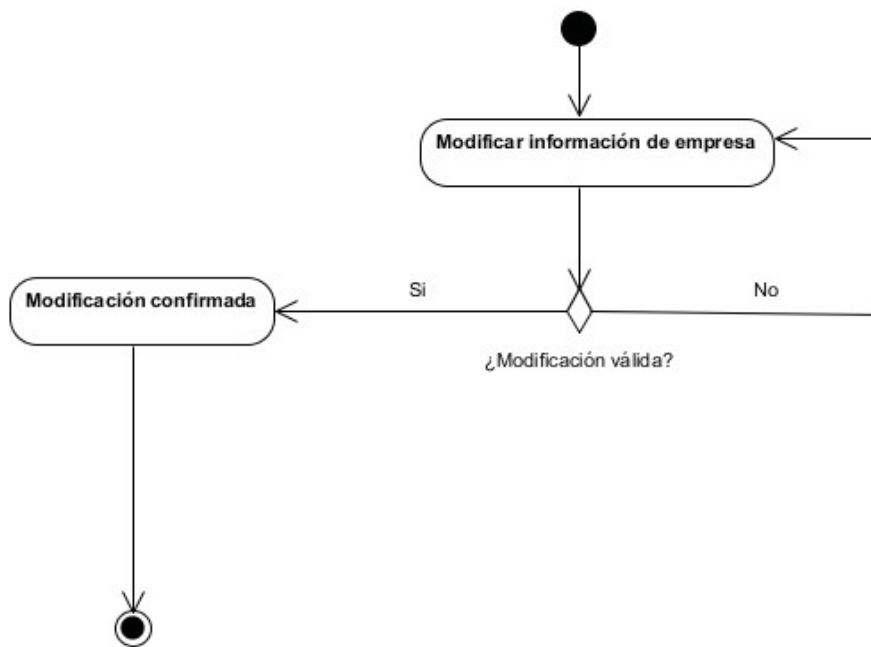 Modificar información de empresa
Si
No
Modificación confirmada
¿Modificación válida?